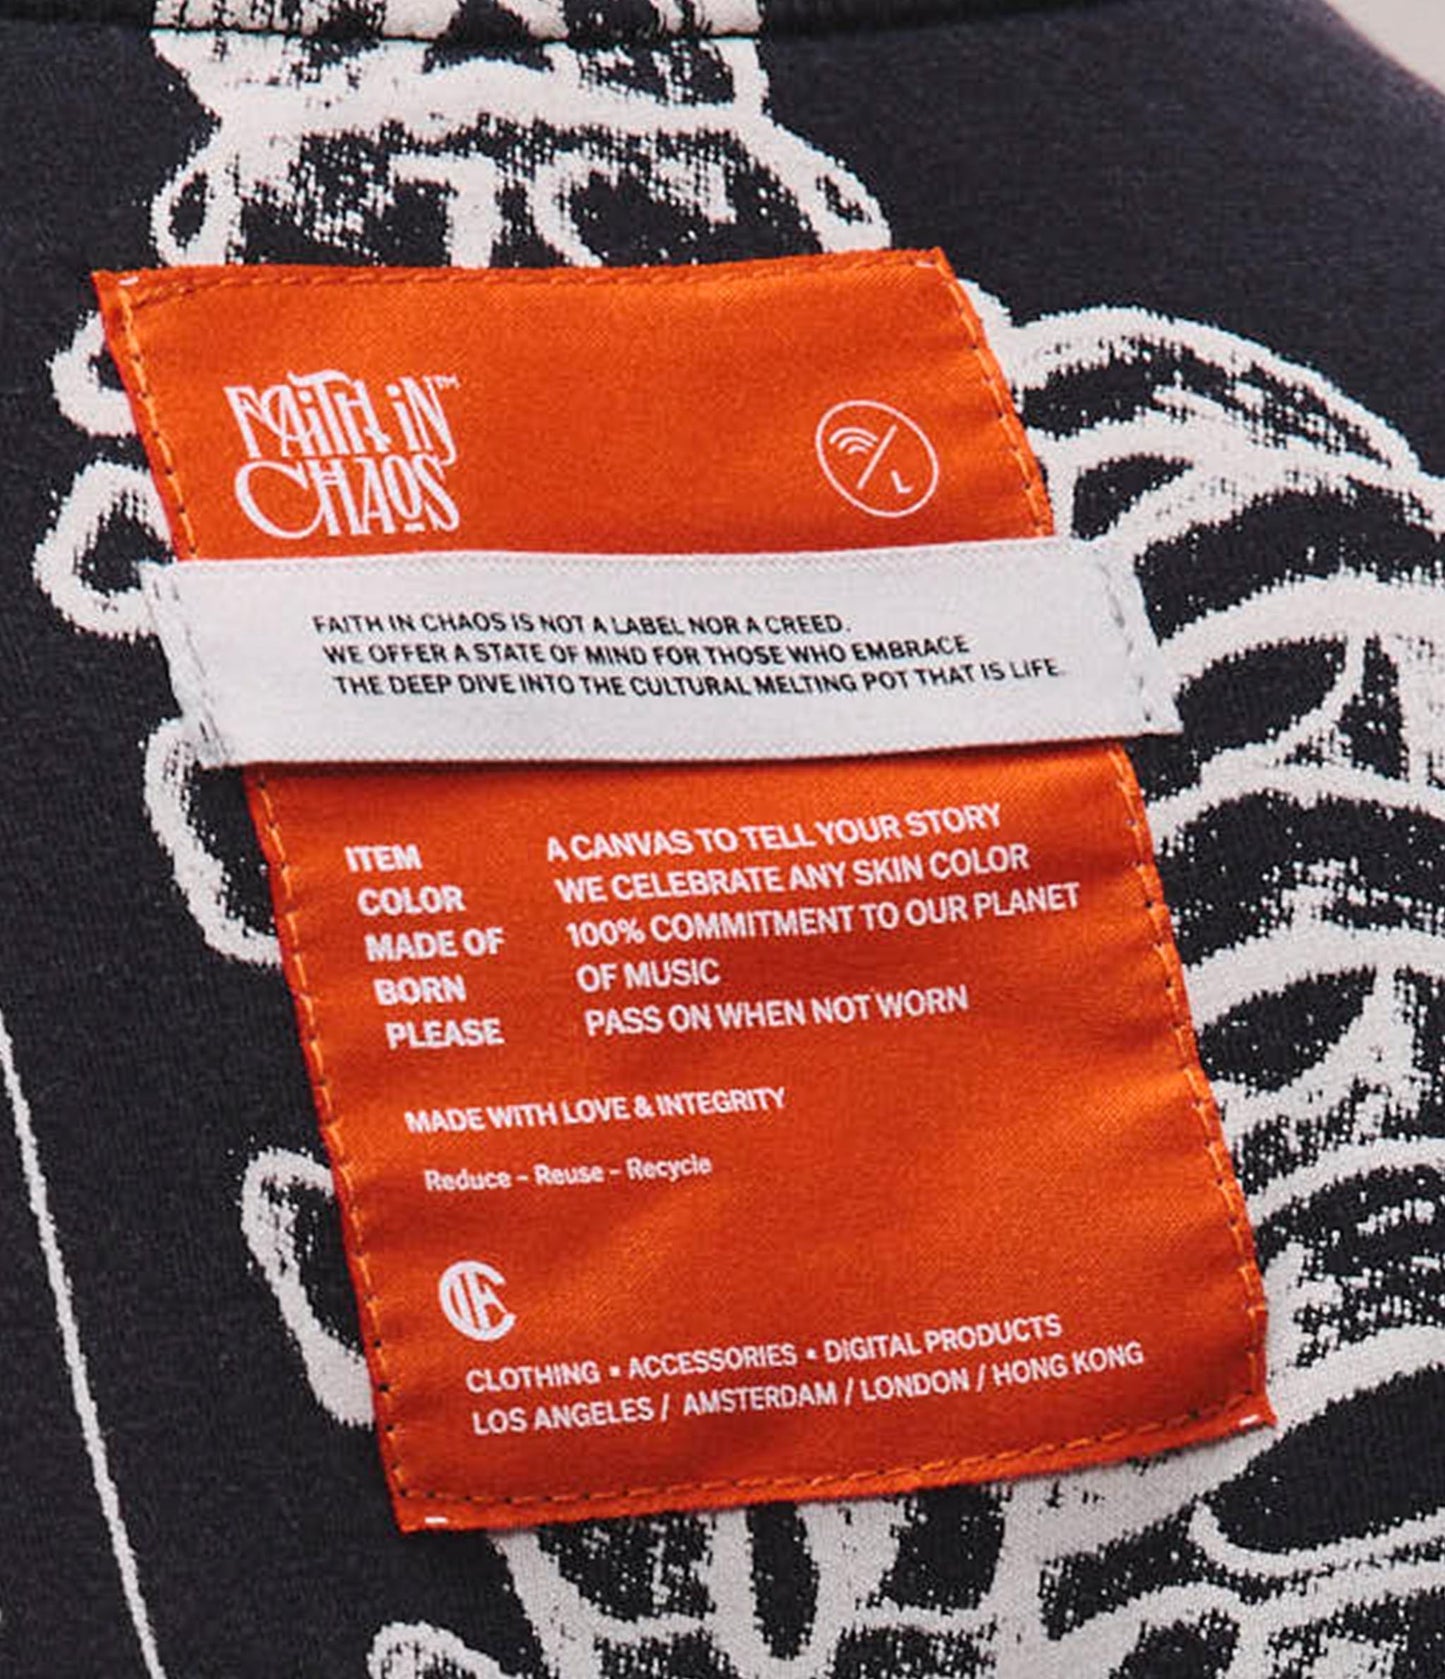 FAITH IN™
CHAOS
L
FAITH IN CHAOS IS NOT A LABEL NOR A CREED.
WE OFFER A STATE OF MIND FOR THOSE WHO EMBRACE
THE DEEP DIVE INTO THE CULTURAL MELTING POT THAT IS LIFE.
ITEM A CANVAS TO TELL YOUR STORY
COLOR WE CELEBRATE ANY SKIN COLOR
MADE OF 100% COMMITMENT TO OUR PLANET
BORN OF MUSIC
PLEASE PASS ON WHEN NOT WORN
MADE WITH LOVE & INTEGRITY
Reduce - Reuse - Recycle
CLOTHING ▪ ACCESSORIES ▪ DIGITAL PRODUCTS
LOS ANGELES / AMSTERDAM / LONDON / HONG KONG